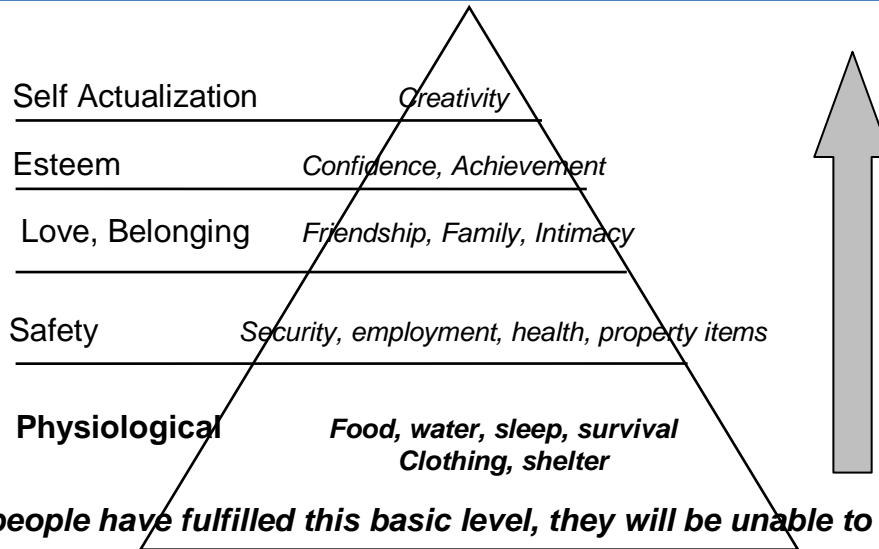 Self Actualization Creativity
Esteem Confidence, Achievement
Love, Belonging Friendship, Family, Intimacy
Safety Security, employment, health, property items
Physiological Food, water, sleep, survival
Clothing, shelter
people have fulfilled this basic level, they will be unable to